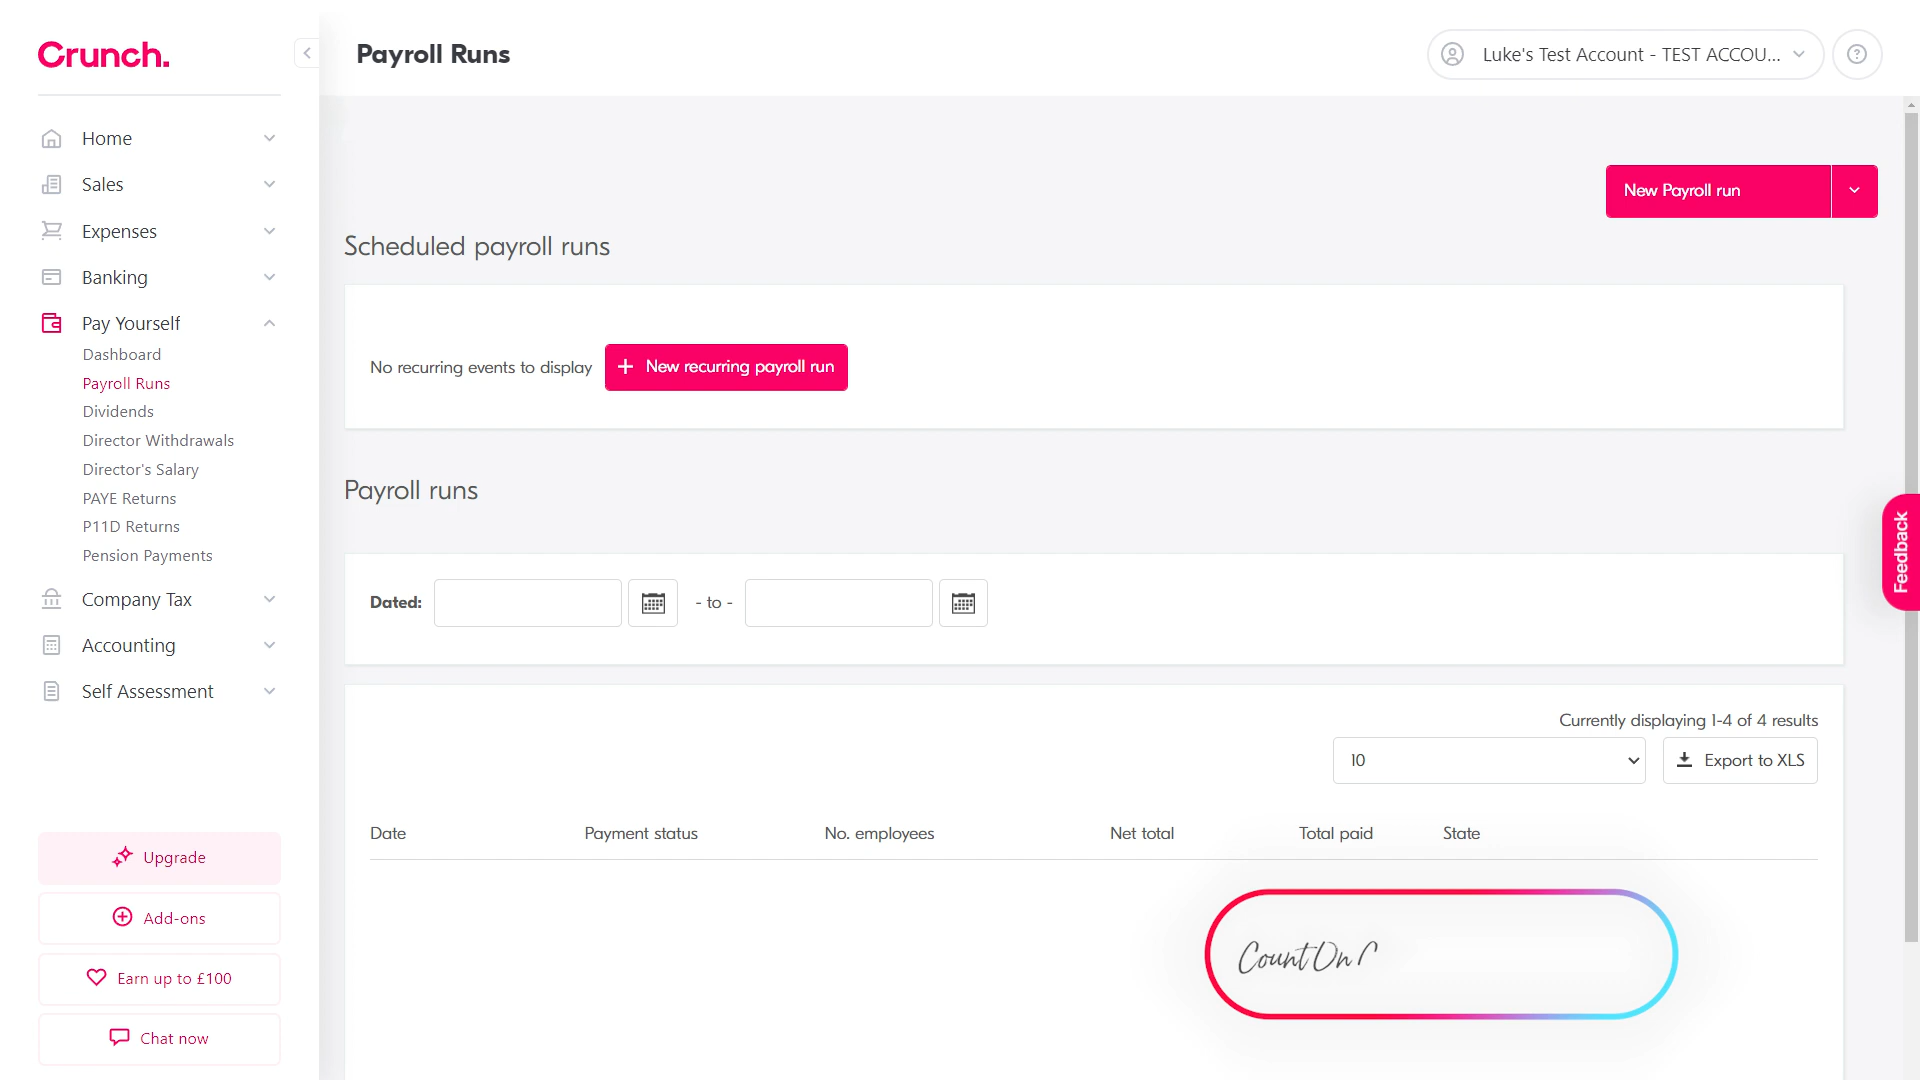 Crunch.
Payroll Runs
Luke's Test Account - TEST ACCOU...
Home
Sales
Expenses
Banking
Pay Yourself
Dashboard
Payroll Runs
Dividends
Director Withdrawals
Director's Salary
PAYE Returns
P11D Returns
Pension Payments
Company Tax
Accounting
Self Assessment
Upgrade
Add-ons
Earn up to £100
Chat now
New Payroll run
Scheduled payroll runs
No recurring events to display
New recurring payroll run
Payroll runs
Dated:
- to -
Currently displaying 1-4 of 4 results
10
Export to XLS
Date Payment status No. employees Net total Total paid State
Count On
Feedback